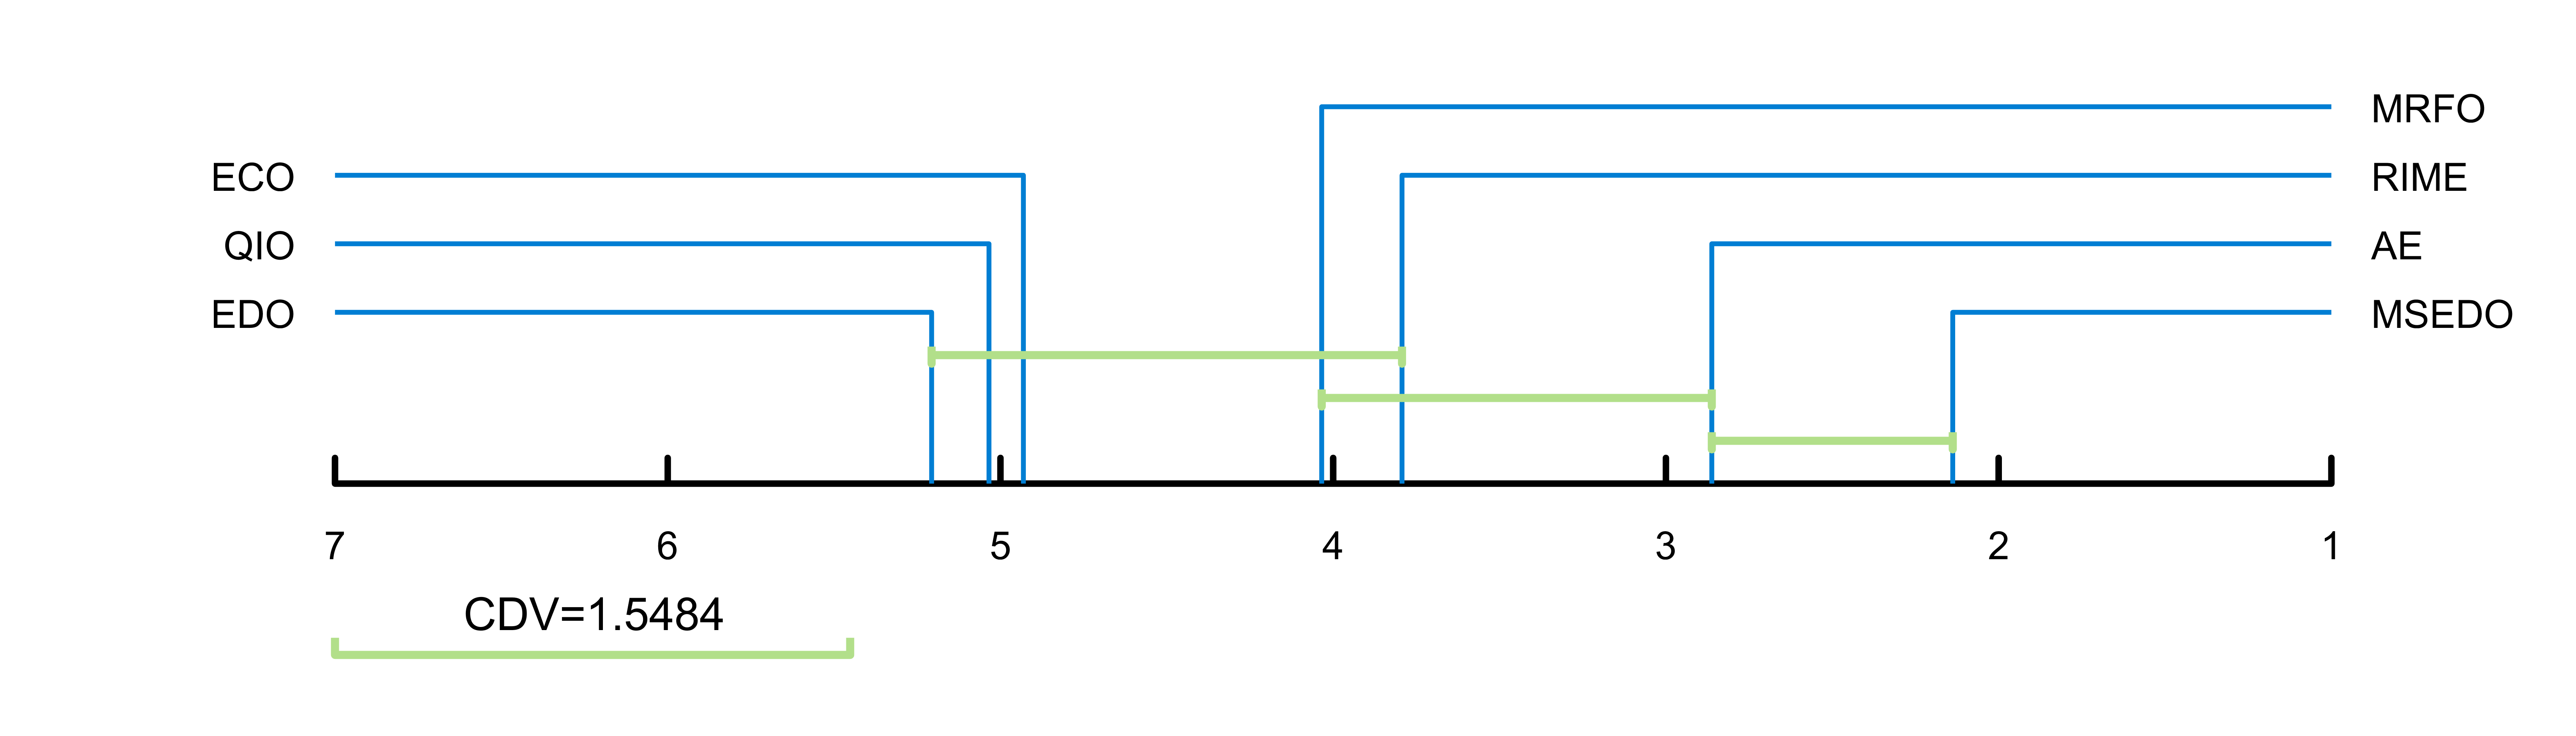 MRFO
ECO RIME
QIO AE
EDO MSEDO
7 6 5 4 3 2 1
CDV=1.5484